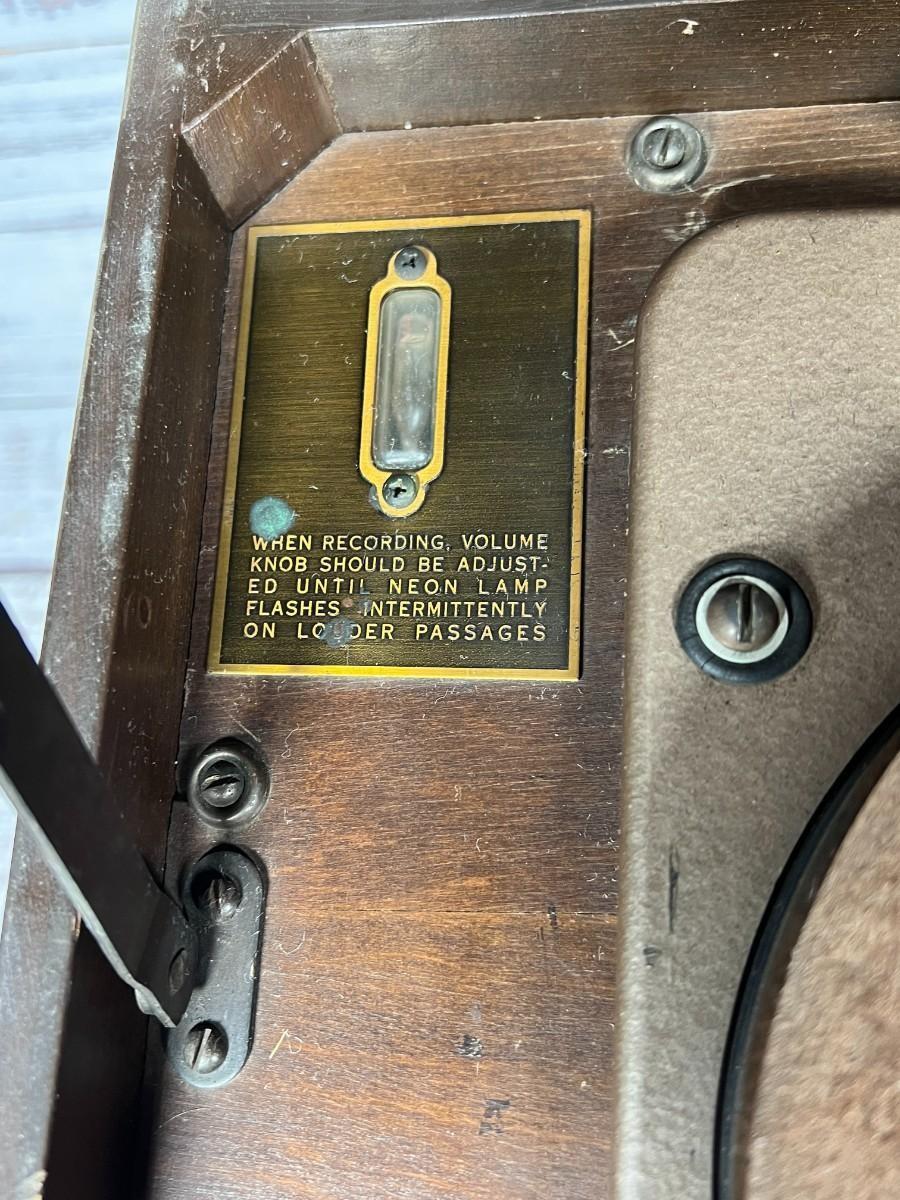 WHEN RECORDING, VOLUME
KNOB SHOULD BE ADJUST-
ED UNTIL NEON LAMP
FLASHES INTERMITTENTLY
ON LOUDER PASSAGES